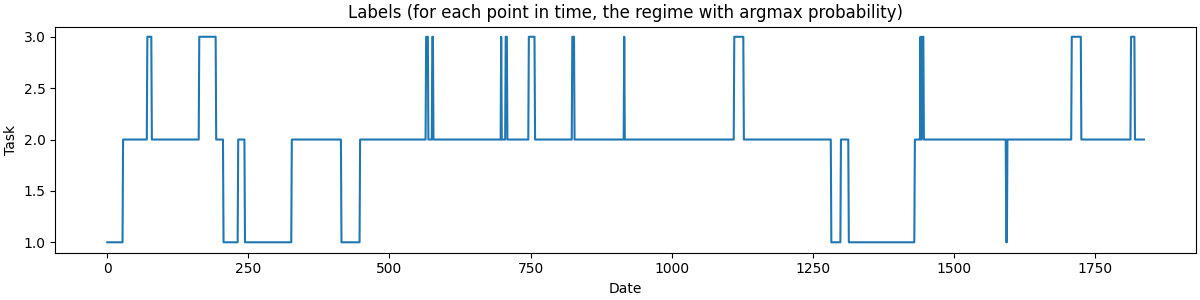 Labels (for each point in time, the regime with argmax probability)
3.0
2.5
2.0
1.5
1.0
Task
0 250 500 750 1000 1250 1500 1750
Date